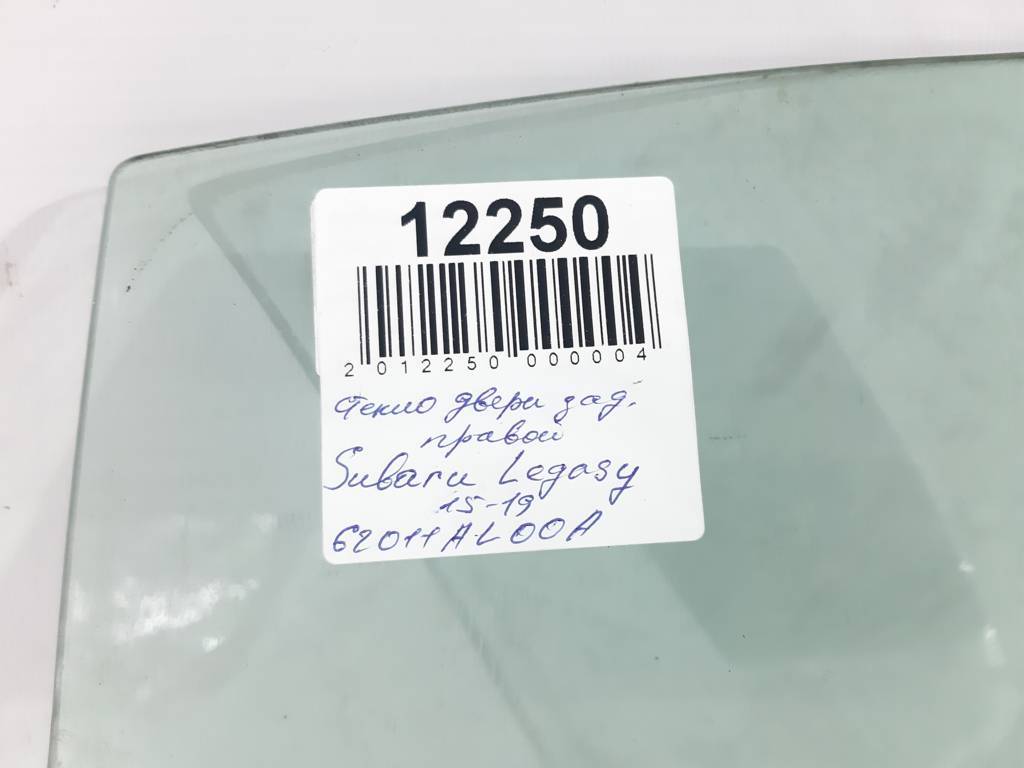 12250
2 012250 000004
стекло двери зад.
правой
Subaru Legasy
15-19
62011AL00A